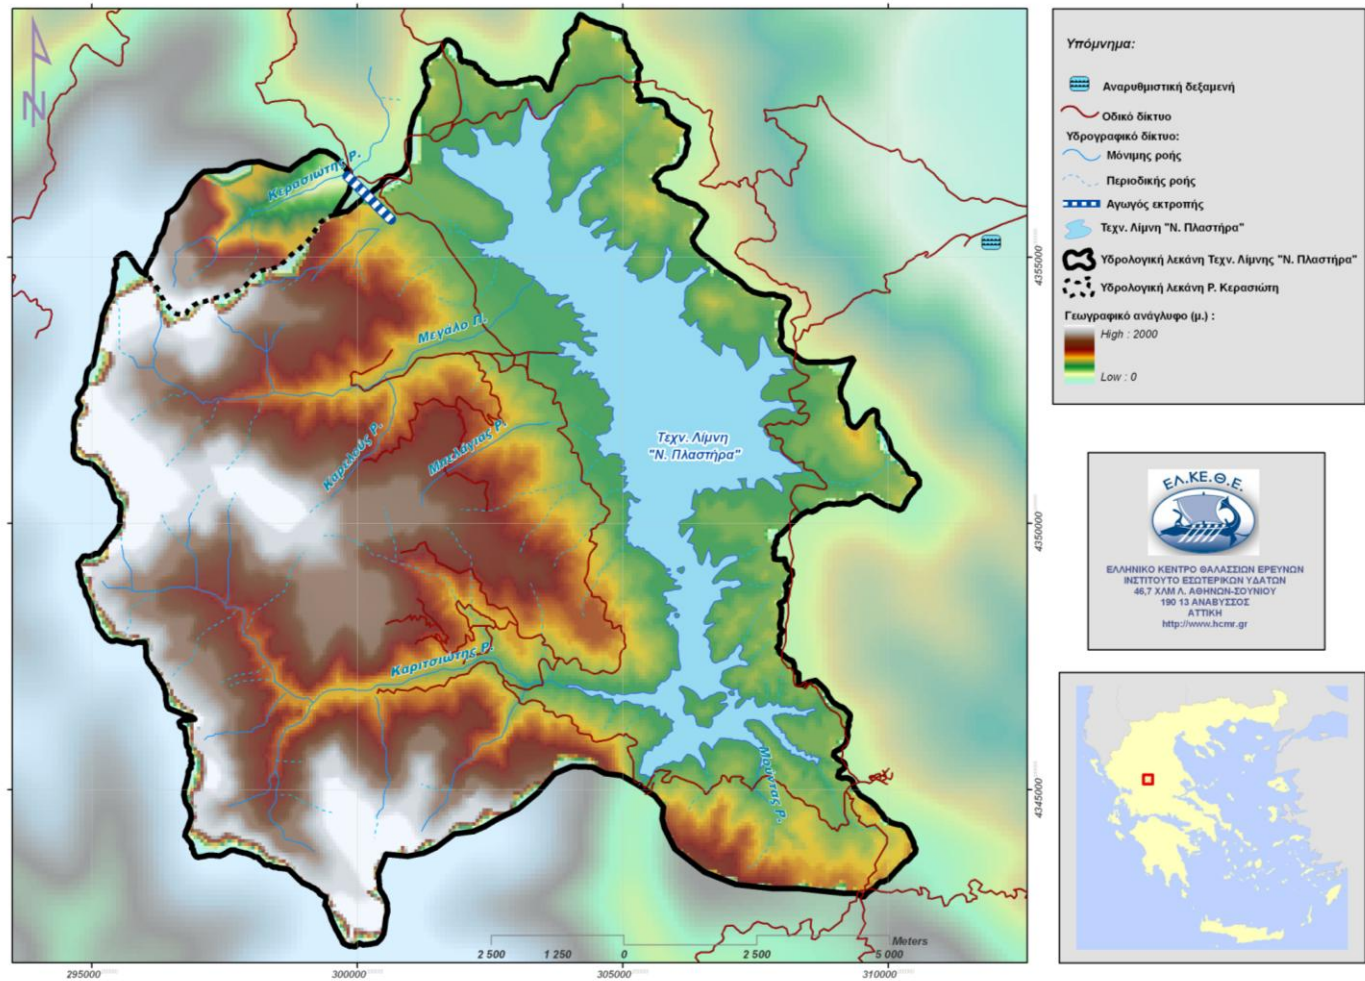 N
Κερασιώτης Ρ.
Μεγαλο Π.
Καριτσιώτης Ρ.
Τεχν. Λίμνη
"Ν. Πλαστήρα"
Meters
2 500
1 250
0
2 500
5 000
295000
300000
305000
310000
4355000
4350000
4345000
Υπόμνημα:
Αναρυθμιστική δεξαμενή
Οδικό δίκτυο
Υδρογραφικό δίκτυο:
Μόνιμης ροής
Περιοδικής ροής
Αγωγός εκτροπής
Τεχν. Λίμνη "Ν. Πλαστήρα"
Υδρολογική λεκάνη Τεχν. Λίμνης "Ν. Πλαστήρα"
Υδρολογική λεκάνη Ρ. Κερασιώτη
Γεωγραφικό ανάγλυφο (μ.) :
High : 2000
Low : 0
ΕΛ.ΚΕ.Θ.Ε.
ΕΛΛΗΝΙΚΟ ΚΕΝΤΡΟ ΘΑΛΑΣΣΙΩΝ ΕΡΕΥΝΩΝ
ΙΝΣΤΙΤΟΥΤΟ ΕΣΩΤΕΡΙΚΩΝ ΥΔΑΤΩΝ
46,7 ΧΛΜ Λ. ΑΘΗΝΩΝ-ΣΟΥΝΙΟΥ
190 13 ΑΝΑΒΥΣΣΟΣ
ΑΤΤΙΚΗ
http://www.hcmr.gr